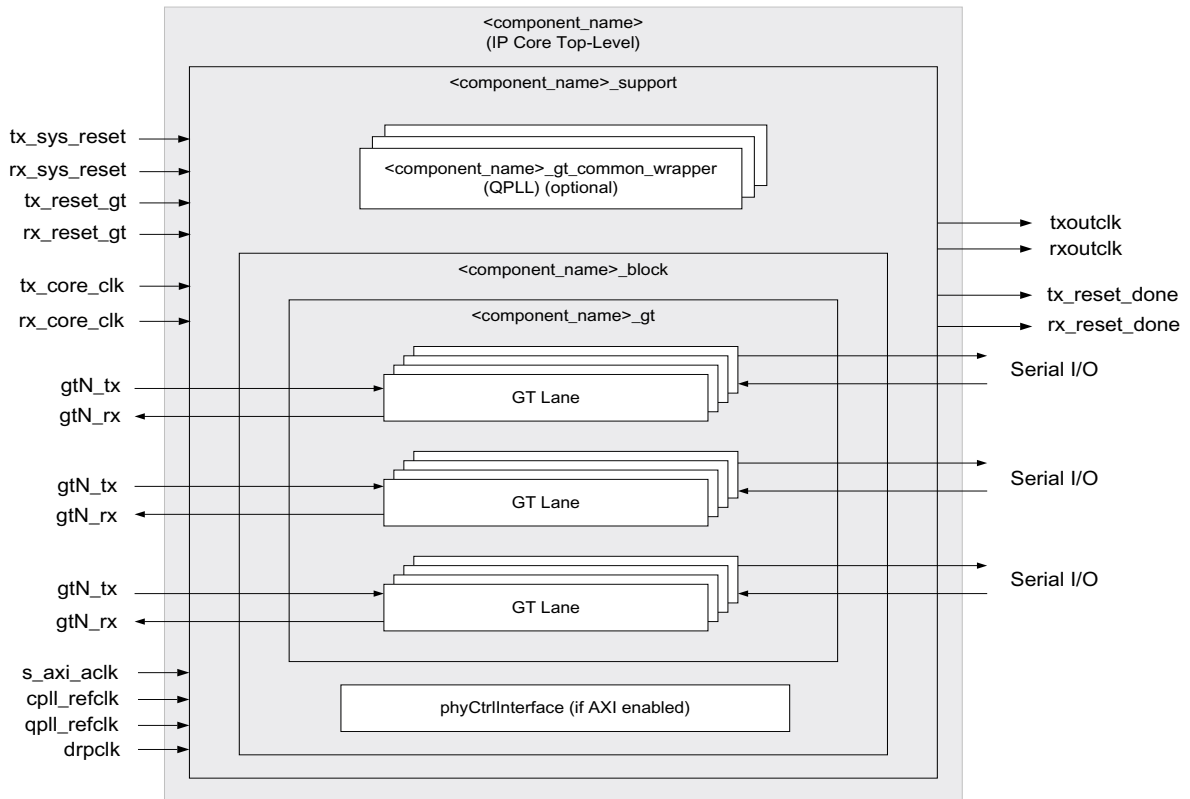 <component_name>
(IP Core Top-Level)
<component_name>_support
tx_sys_reset
rx_sys_reset
tx_reset_gt
rx_reset_gt
tx_core_clk
rx_core_clk
<component_name>_gt_common_wrapper
(QPLL) (optional)
txoutclk
rxoutclk
tx_reset_done
rx_reset_done
<component_name>_block
<component_name>_gt
gtN_tx
gtN_rx
GT Lane
Serial I/O
gtN_tx
gtN_rx
GT Lane
Serial I/O
gtN_tx
gtN_rx
GT Lane
Serial I/O
s_axi_aclk
cpll_refclk
qpll_refclk
drpclk
phyCtrlInterface (if AXI enabled)